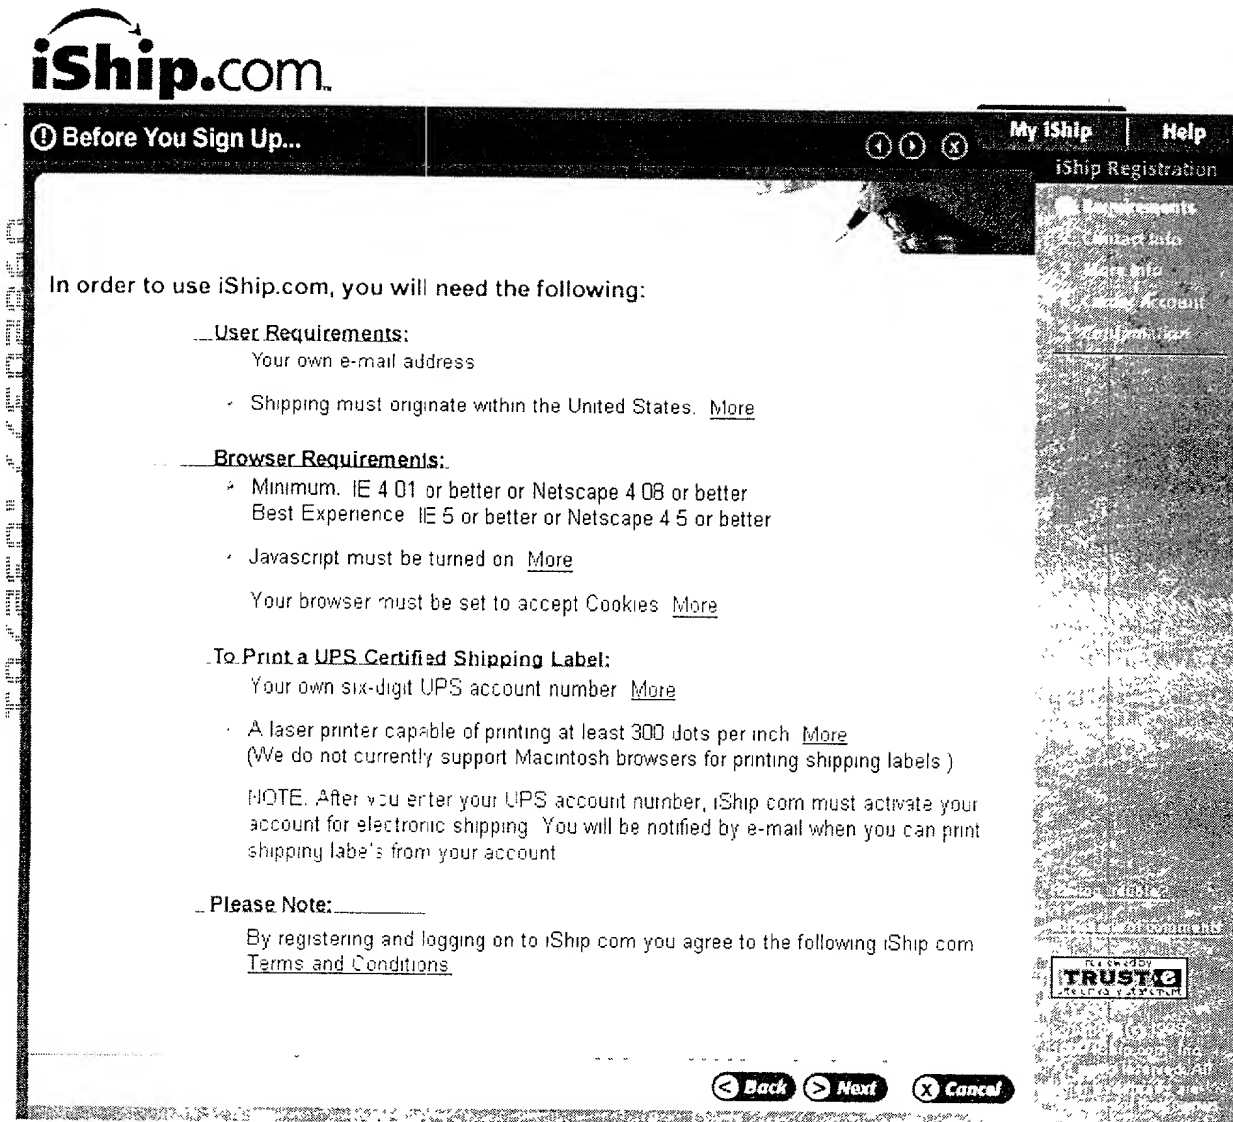 iShip.com
Before You Sign Up...
My iShip | Help
iShip Registration
Requirements
Contact Info
More Info
Account
In order to use iShip.com, you will need the following:
User Requirements:
Your own e-mail address
Shipping must originate within the United States. More
Browser Requirements:
Minimum. IE 4 01 or better or Netscape 4 08 or better
Best Experience IE 5 or better or Netscape 4 5 or better
Javascript must be turned on More
Your browser must be set to accept Cookies More
To Print a UPS Certified Shipping Label:
Your own six-digit UPS account number More
A laser printer capable of printing at least 300 dots per inch More
(We do not currently support Macintosh browsers for printing shipping labels )
NOTE. After you enter your UPS account number, iShip com must activate your
account for electronic shipping You will be notified by e-mail when you can print
shipping labels from your account
Please Note:
By registering and logging on to iShip com you agree to the following iShip com
Terms and Conditions
reviewed by
TRUSTe
Back Next Cancel